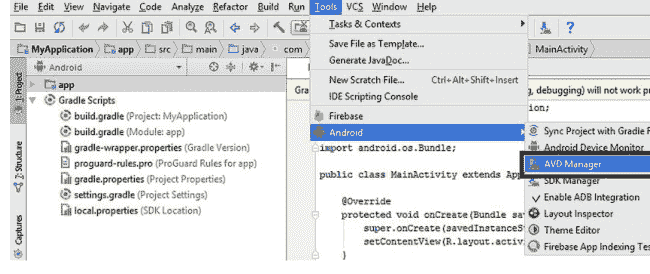 File Edit View Navigate Code Analyze Refactor Build Run Tools VCS Window Help
MyApplication app src main java com
MainActivity
1: Project
Z: Structure
Captures
Android
app
Gradle Scripts
build.gradle (Project: MyApplication)
build.gradle (Module: app)
gradle-wrapper.properties (Gradle Version)
proguard-rules.pro (ProGuard Rules for app)
gradle.properties (Project Properties)
settings.gradle (Project Settings)
local.properties (SDK Location)
Tasks & Contexts
Save File as Template...
Generate JavaDoc...
New Scratch File... Ctrl+Alt+Shift+Insert
IDE Scripting Console
Firebase
Android
Gra
, debugging) will not work pr
ion;
import android.os.Bundle;
public class MainActivity extends App
@Override
protected void onCreate(Bundle sav
super.onCreate(savedInstanceSt
setContentView(R.layout.activ
}
Sync Project with Gradle F
Android Device Monitor
AVD Manager
SDK Manager
Enable ADB Integration
Layout Inspector
Theme Editor
Firebase App Indexing Tes